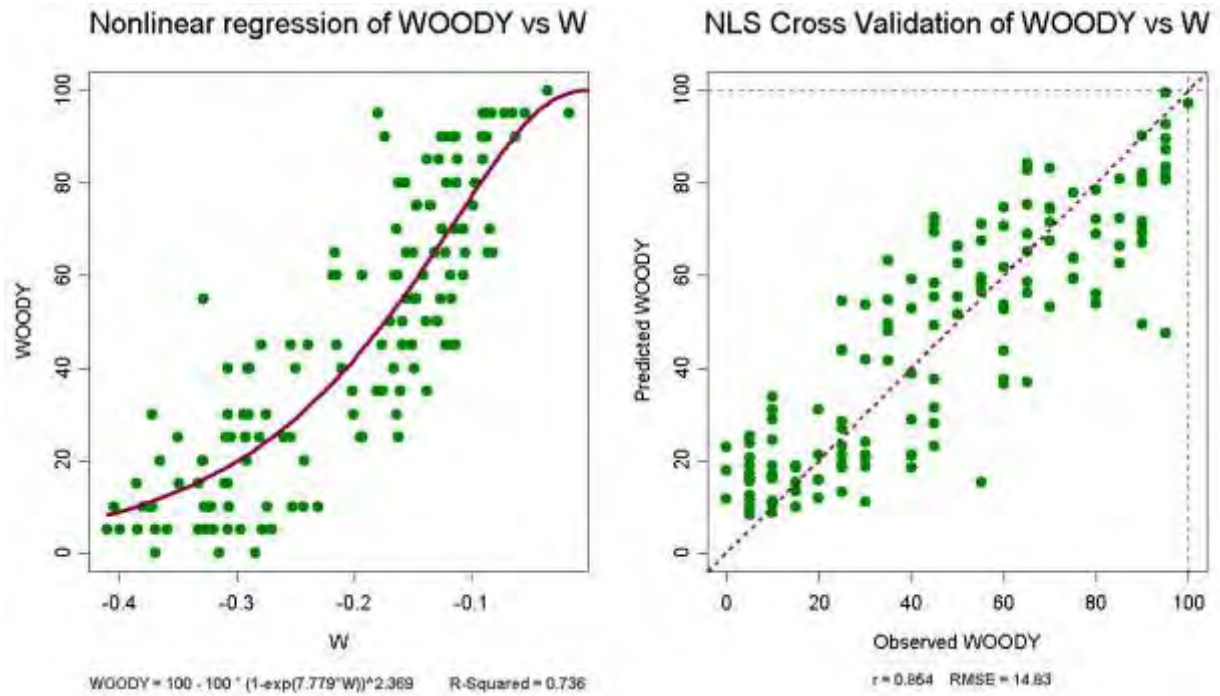 Nonlinear regression of WOODY vs W
WOODY
100
80
60
40
20
0
-0.4 -0.3 -0.2 -0.1
W
WOODY = 100 - 100 * (1-exp(7.779*W))^2.369 R-Squared = 0.736
NLS Cross Validation of WOODY vs W
Predicted WOODY
100
80
60
40
20
0
0 20 40 60 80 100
Observed WOODY
r = 0.864 RMSE = 14.83